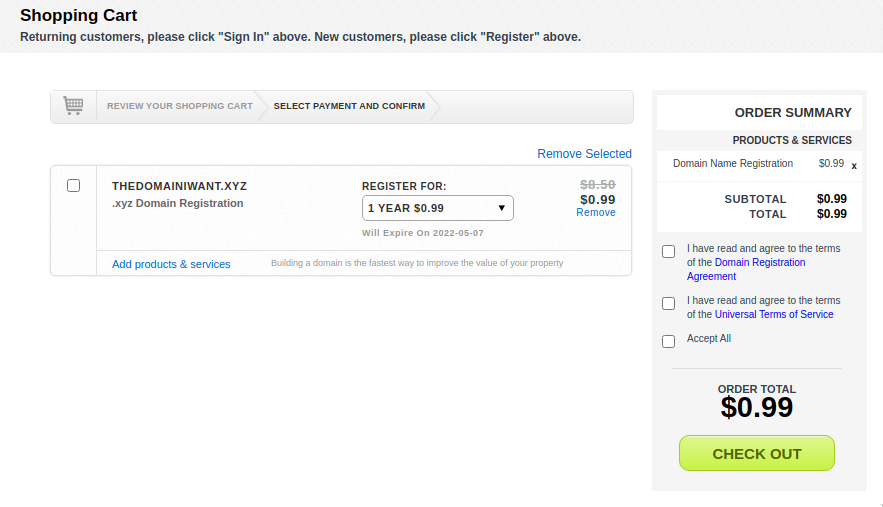 Shopping Cart
Returning customers, please click "Sign In" above. New customers, please click "Register" above.
REVIEW YOUR SHOPPING CART
SELECT PAYMENT AND CONFIRM
Remove Selected
THEDOMAINIWANT.XYZ
.xyz Domain Registration
REGISTER FOR:
1 YEAR $0.99
Will Expire On 2022-05-07
$8.50
$0.99
Remove
Add products & services
Building a domain is the fastest way to improve the value of your property
ORDER SUMMARY
PRODUCTS & SERVICES
Domain Name Registration $0.99 x
SUBTOTAL $0.99
TOTAL $0.99
I have read and agree to the terms
of the Domain Registration
Agreement
I have read and agree to the terms
of the Universal Terms of Service
Accept All
ORDER TOTAL
$0.99
CHECK OUT